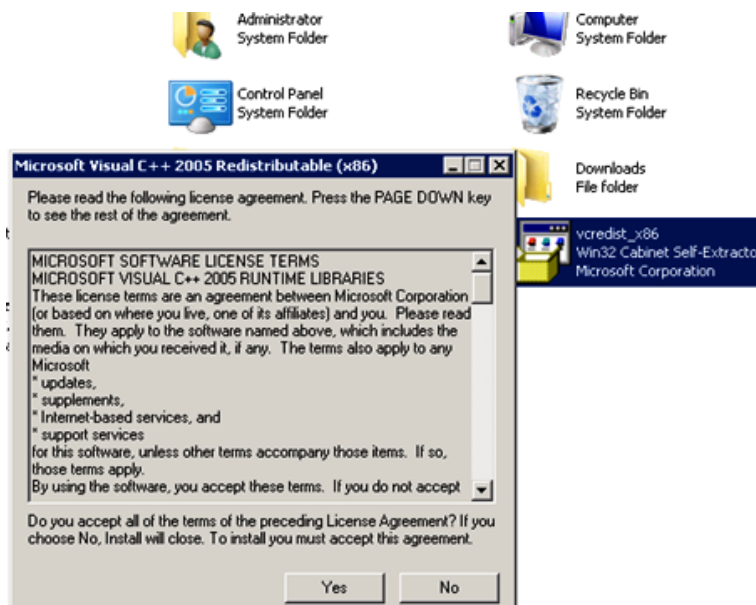 Administrator
System Folder
Computer
System Folder
Control Panel
System Folder
Recycle Bin
System Folder
Downloads
File folder
vcredist_x86
Win32 Cabinet Self-Extracto
Microsoft Corporation
Microsoft Visual C++ 2005 Redistributable (x86)
Please read the following license agreement. Press the PAGE DOWN key
to see the rest of the agreement.
MICROSOFT SOFTWARE LICENSE TERMS
MICROSOFT VISUAL C++ 2005 RUNTIME LIBRARIES
These license terms are an agreement between Microsoft Corporation
(or based on where you live, one of its affiliates) and you. Please read
them. They apply to the software named above, which includes the
media on which you received it, if any. The terms also apply to any
Microsoft
* updates,
* supplements,
* Internet-based services, and
* support services
for this software, unless other terms accompany those items. If so,
those terms apply.
By using the software, you accept these terms. If you do not accept
Do you accept all of the terms of the preceding License Agreement? If you
choose No, Install will close. To install you must accept this agreement.
Yes
No